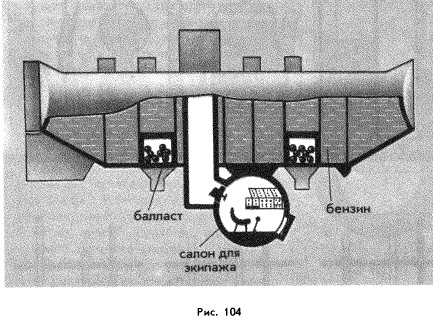 балласт
бензин
салон для
экипажа
Рис. 104